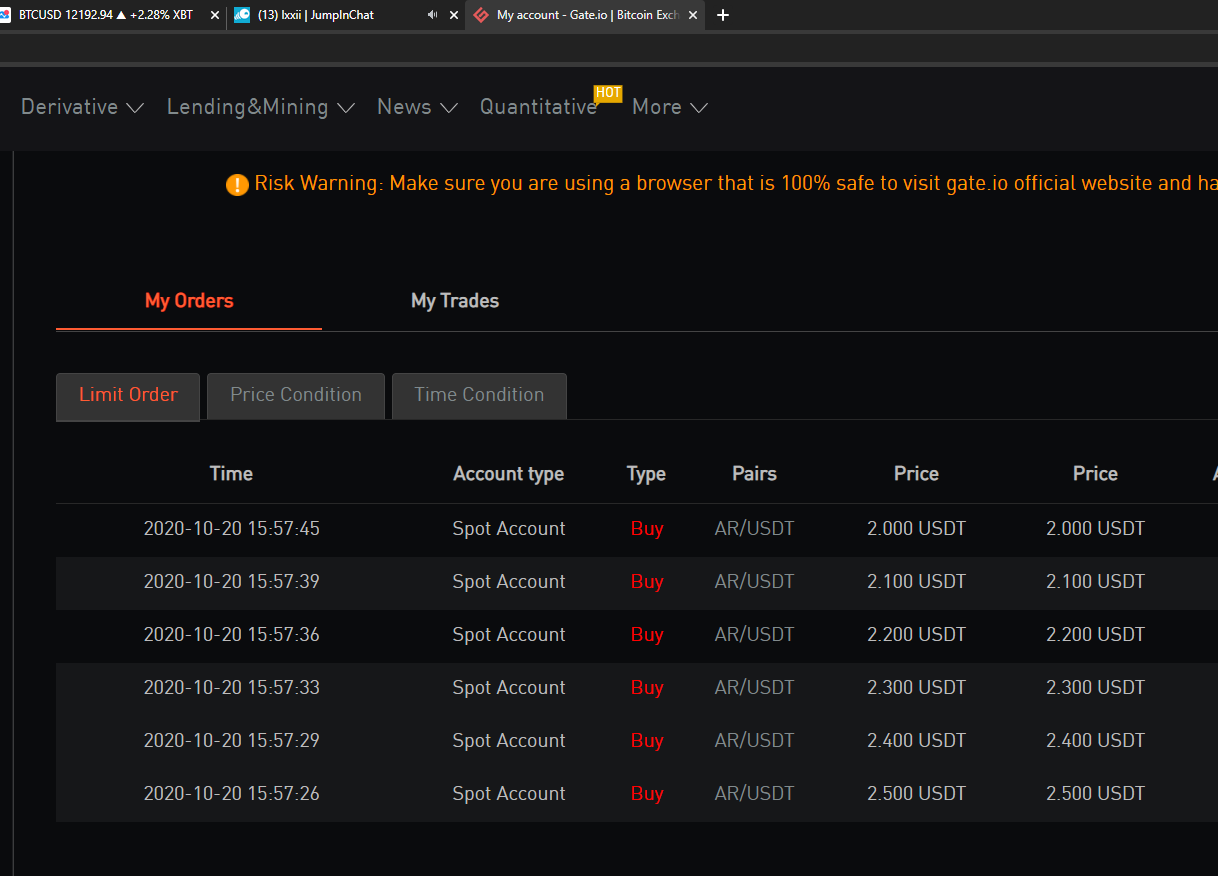 BTCUSD 12192.94 ▲ +2.28% XBT (13) lxxii | JumpInChat My account - Gate.io | Bitcoin Exch
Derivative Lending&Mining News Quantitative HOT More
Risk Warning: Make sure you are using a browser that is 100% safe to visit gate.io official website and ha
My Orders My Trades
Limit Order Price Condition Time Condition
Time Account type Type Pairs Price Price
2020-10-20 15:57:45 Spot Account Buy AR/USDT 2.000 USDT 2.000 USDT
2020-10-20 15:57:39 Spot Account Buy AR/USDT 2.100 USDT 2.100 USDT
2020-10-20 15:57:36 Spot Account Buy AR/USDT 2.200 USDT 2.200 USDT
2020-10-20 15:57:33 Spot Account Buy AR/USDT 2.300 USDT 2.300 USDT
2020-10-20 15:57:29 Spot Account Buy AR/USDT 2.400 USDT 2.400 USDT
2020-10-20 15:57:26 Spot Account Buy AR/USDT 2.500 USDT 2.500 USDT